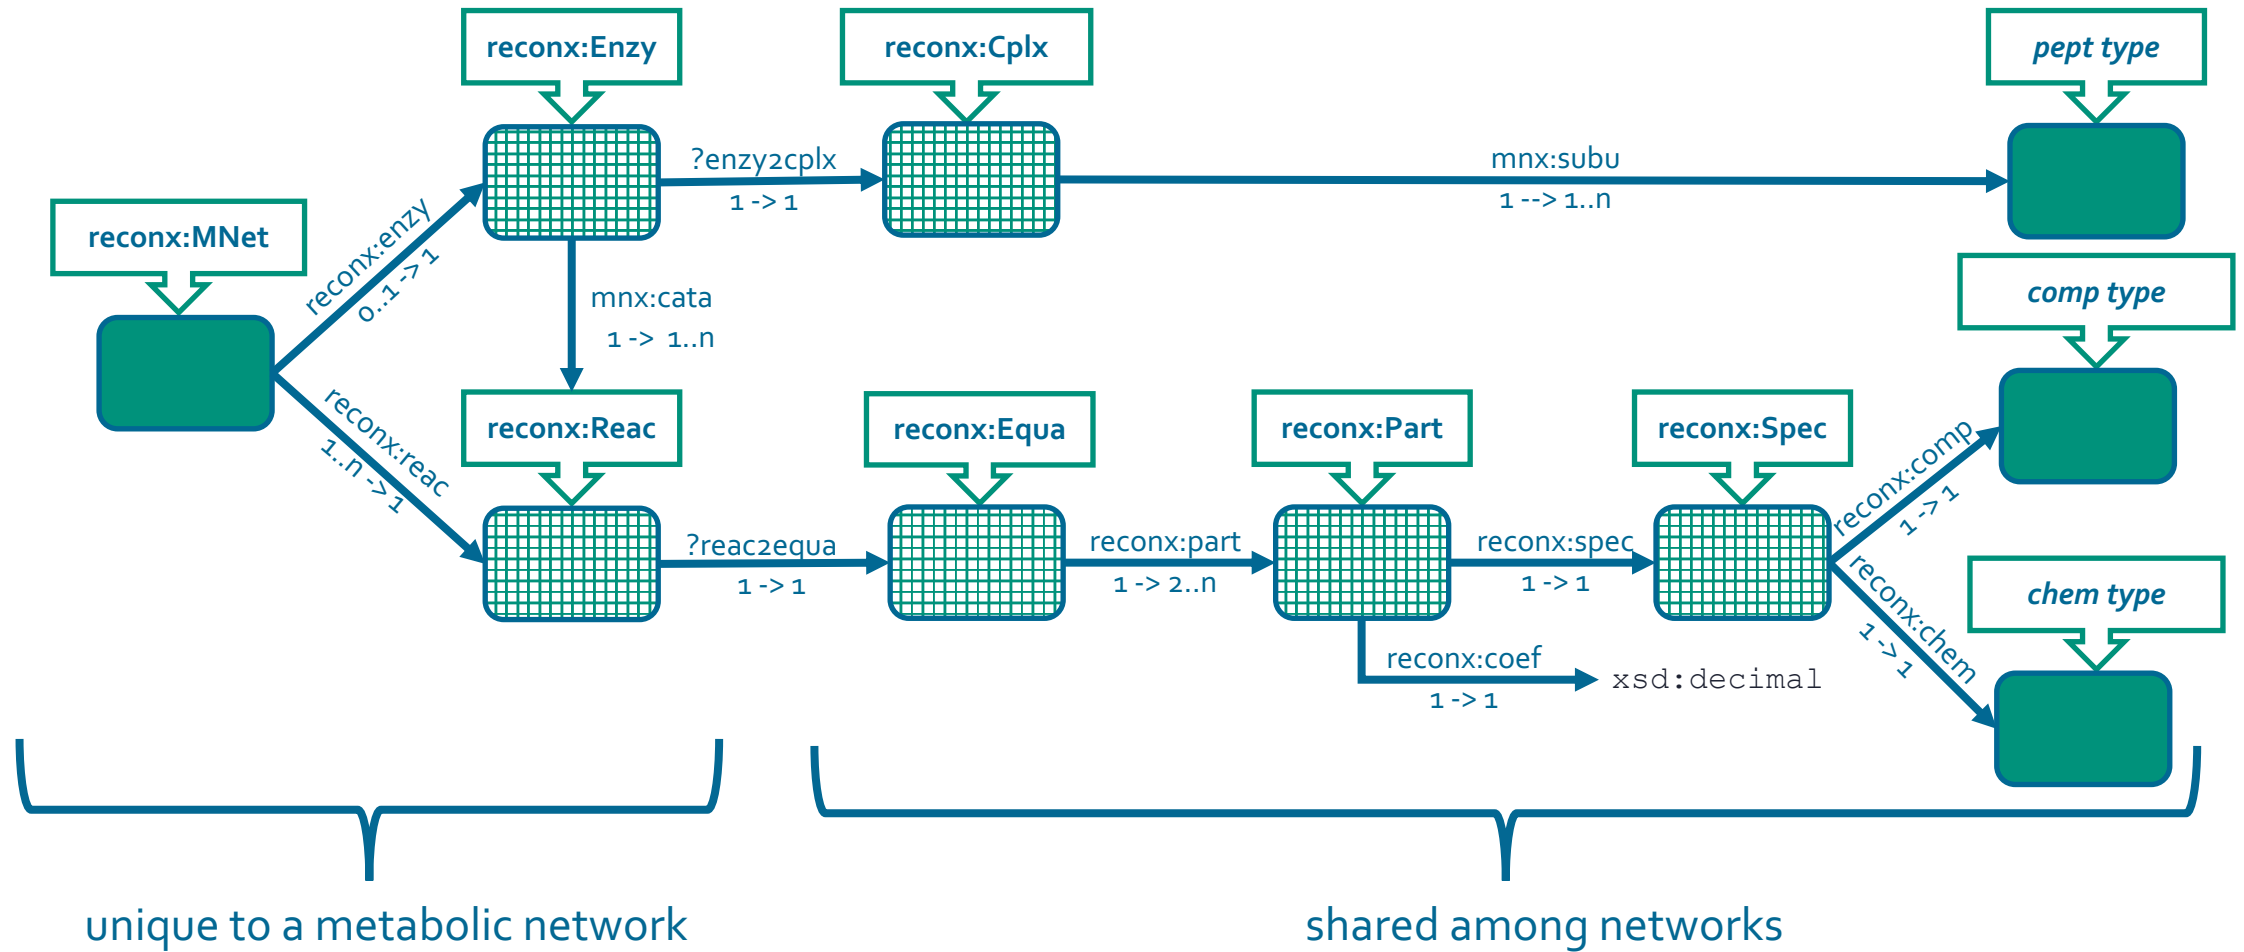 reconx:Enzy
reconx:Cplx
pept type
?enzy2cplx
1 -> 1
mnx:subu
1 --> 1..n
reconx:MNet
reconx:enzy
0..1 -> 1
mnx:cata
1 -> 1..n
comp type
reconx:reac
1..n -> 1
reconx:Reac
reconx:Equa
reconx:Part
reconx:Spec
reconx:comp
1 -> 1
?reac2equa
1 -> 1
reconx:part
1 -> 2..n
reconx:spec
1 -> 1
reconx:chem
1 -> 1
chem type
reconx:coef
1 -> 1
xsd:decimal
unique to a metabolic network
shared among networks